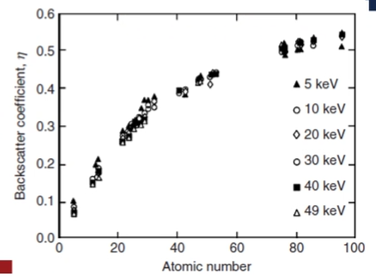 0.6
0.5
0.4
0.3
0.2
0.1
0.0
Backscatter coefficient, η
▲ 5 keV
○ 10 keV
◇ 20 keV
○ 30 keV
■ 40 keV
△ 49 keV
0 20 40 60 80 100
Atomic number